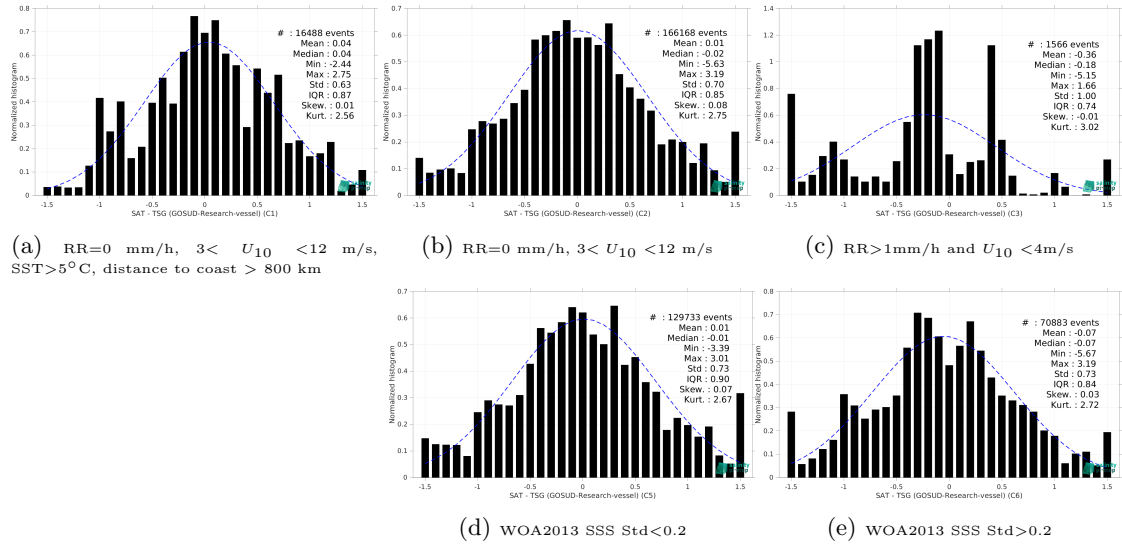 0.8
0.7
0.6
0.5
0.4
0.3
0.2
0.1
0
Normalized histogram
-1.5 -1 -0.5 0 0.5 1 1.5
SAT - TSG (GOSUD-Research-vessel) (C1)
# : 16488 events
Mean : 0.04
Median : 0.04
Min : -2.44
Max : 2.75
Std : 0.63
IQR : 0.87
Skew. : 0.01
Kurt. : 2.56
(a) RR=0 mm/h, 3< U10 <12 m/s,
SST>5°C, distance to coast > 800 km
0.7
0.6
0.5
0.4
0.3
0.2
0.1
0
Normalized histogram
-1.5 -1 -0.5 0 0.5 1 1.5
SAT - TSG (GOSUD-Research-vessel) (C2)
# : 166168 events
Mean : 0.01
Median : -0.02
Min : -5.63
Max : 3.19
Std : 0.70
IQR : 0.85
Skew. : 0.08
Kurt. : 2.75
(b) RR=0 mm/h, 3< U10 <12 m/s
1.4
1.2
1
0.8
0.6
0.4
0.2
0
Normalized histogram
-1.5 -1 -0.5 0 0.5 1 1.5
SAT - TSG (GOSUD-Research-vessel) (C3)
# : 1566 events
Mean : -0.36
Median : -0.18
Min : -5.15
Max : 1.66
Std : 1.00
IQR : 0.74
Skew. : -0.01
Kurt. : 3.02
(c) RR>1mm/h and U10 <4m/s
0.7
0.6
0.5
0.4
0.3
0.2
0.1
0
Normalized histogram
-1.5 -1 -0.5 0 0.5 1 1.5
SAT - TSG (GOSUD-Research-vessel) (C5)
# : 129733 events
Mean : 0.01
Median : -0.01
Min : -3.39
Max : 3.01
Std : 0.73
IQR : 0.90
Skew. : 0.07
Kurt. : 2.67
(d) WOA2013 SSS Std<0.2
0.8
0.7
0.6
0.5
0.4
0.3
0.2
0.1
0
Normalized histogram
-1.5 -1 -0.5 0 0.5 1 1.5
SAT - TSG (GOSUD-Research-vessel) (C6)
# : 70883 events
Mean : -0.07
Median : -0.07
Min : -5.67
Max : 3.19
Std : 0.73
IQR : 0.84
Skew. : 0.03
Kurt. : 2.72
(e) WOA2013 SSS Std>0.2